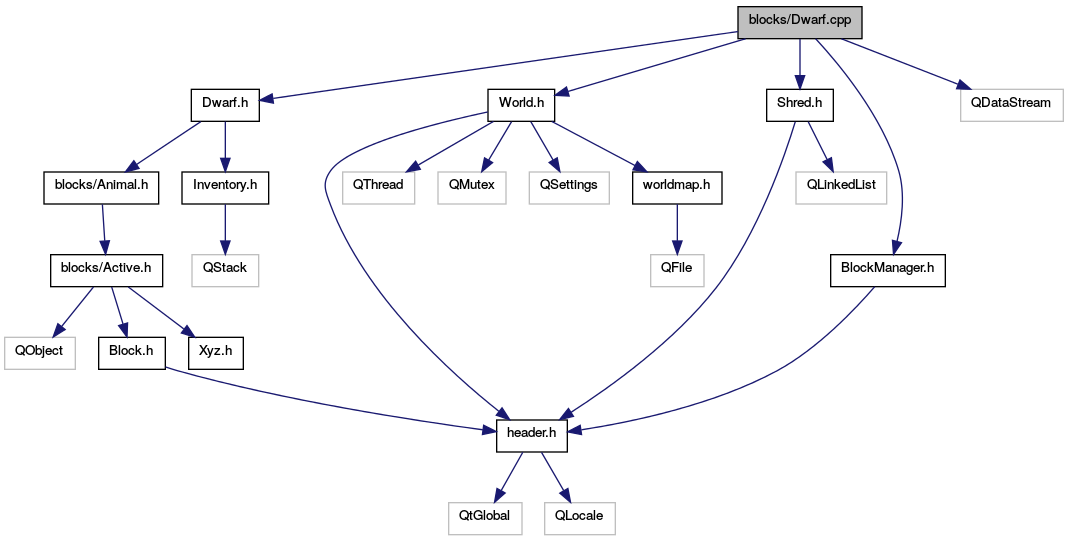 blocks/Dwarf.cpp
Dwarf.h
World.h
Shred.h
QDataStream
blocks/Animal.h
Inventory.h
QThread
QMutex
QSettings
worldmap.h
QLinkedList
blocks/Active.h
QStack
QFile
BlockManager.h
QObject
Block.h
Xyz.h
header.h
QtGlobal
QLocale